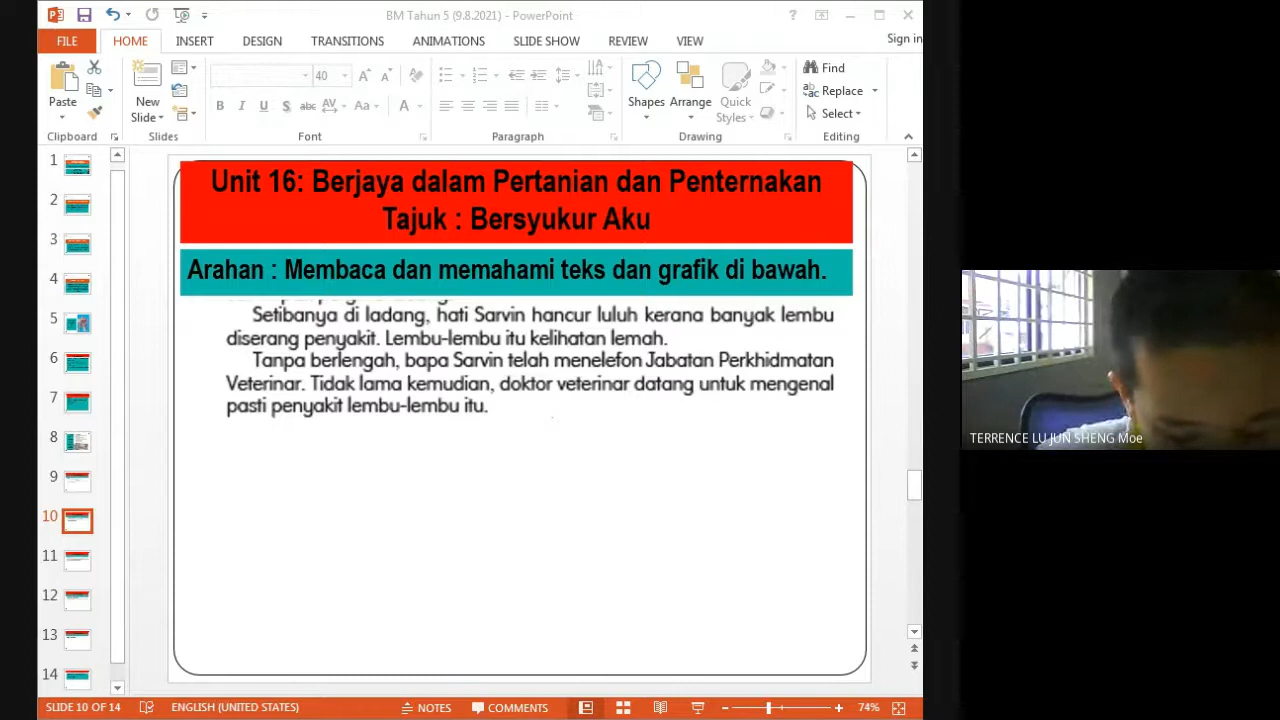 BM Tahun 5 (9.8.2021) - PowerPoint
FILE HOME INSERT DESIGN TRANSITIONS ANIMATIONS SLIDE SHOW REVIEW VIEW Sign in
Paste
Clipboard
New
Slide
Slides
40
B I U S abc AV Aa A
Font
Paragraph
Shapes Arrange Quick
Styles
Drawing
Find
Replace
Select
Editing
1
2
3
4
5
6
7
8
9
10
11
12
13
14
Unit 16: Berjaya dalam Pertanian dan Penternakan
Tajuk : Bersyukur Aku
Arahan : Membaca dan memahami teks dan grafik di bawah.
Setibanya di ladang, hati Sarvin hancur luluh kerana banyak lembu
diserang penyakit. Lembu-lembu itu kelihatan lemah.
Tanpa berlengah, bapa Sarvin telah menelefon Jabatan Perkhidmatan
Veterinar. Tidak lama kemudian, doktor veterinar datang untuk mengenal
pasti penyakit lembu-lembu itu.
TERRENCE LU JUN SHENG Moe
SLIDE 10 OF 14 ENGLISH (UNITED STATES) NOTES COMMENTS 74%